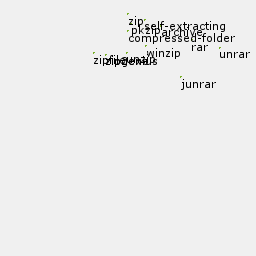 zip
self-extracting
pkzip
archive
compressed-folder
rar
winzip
unrar
junrar